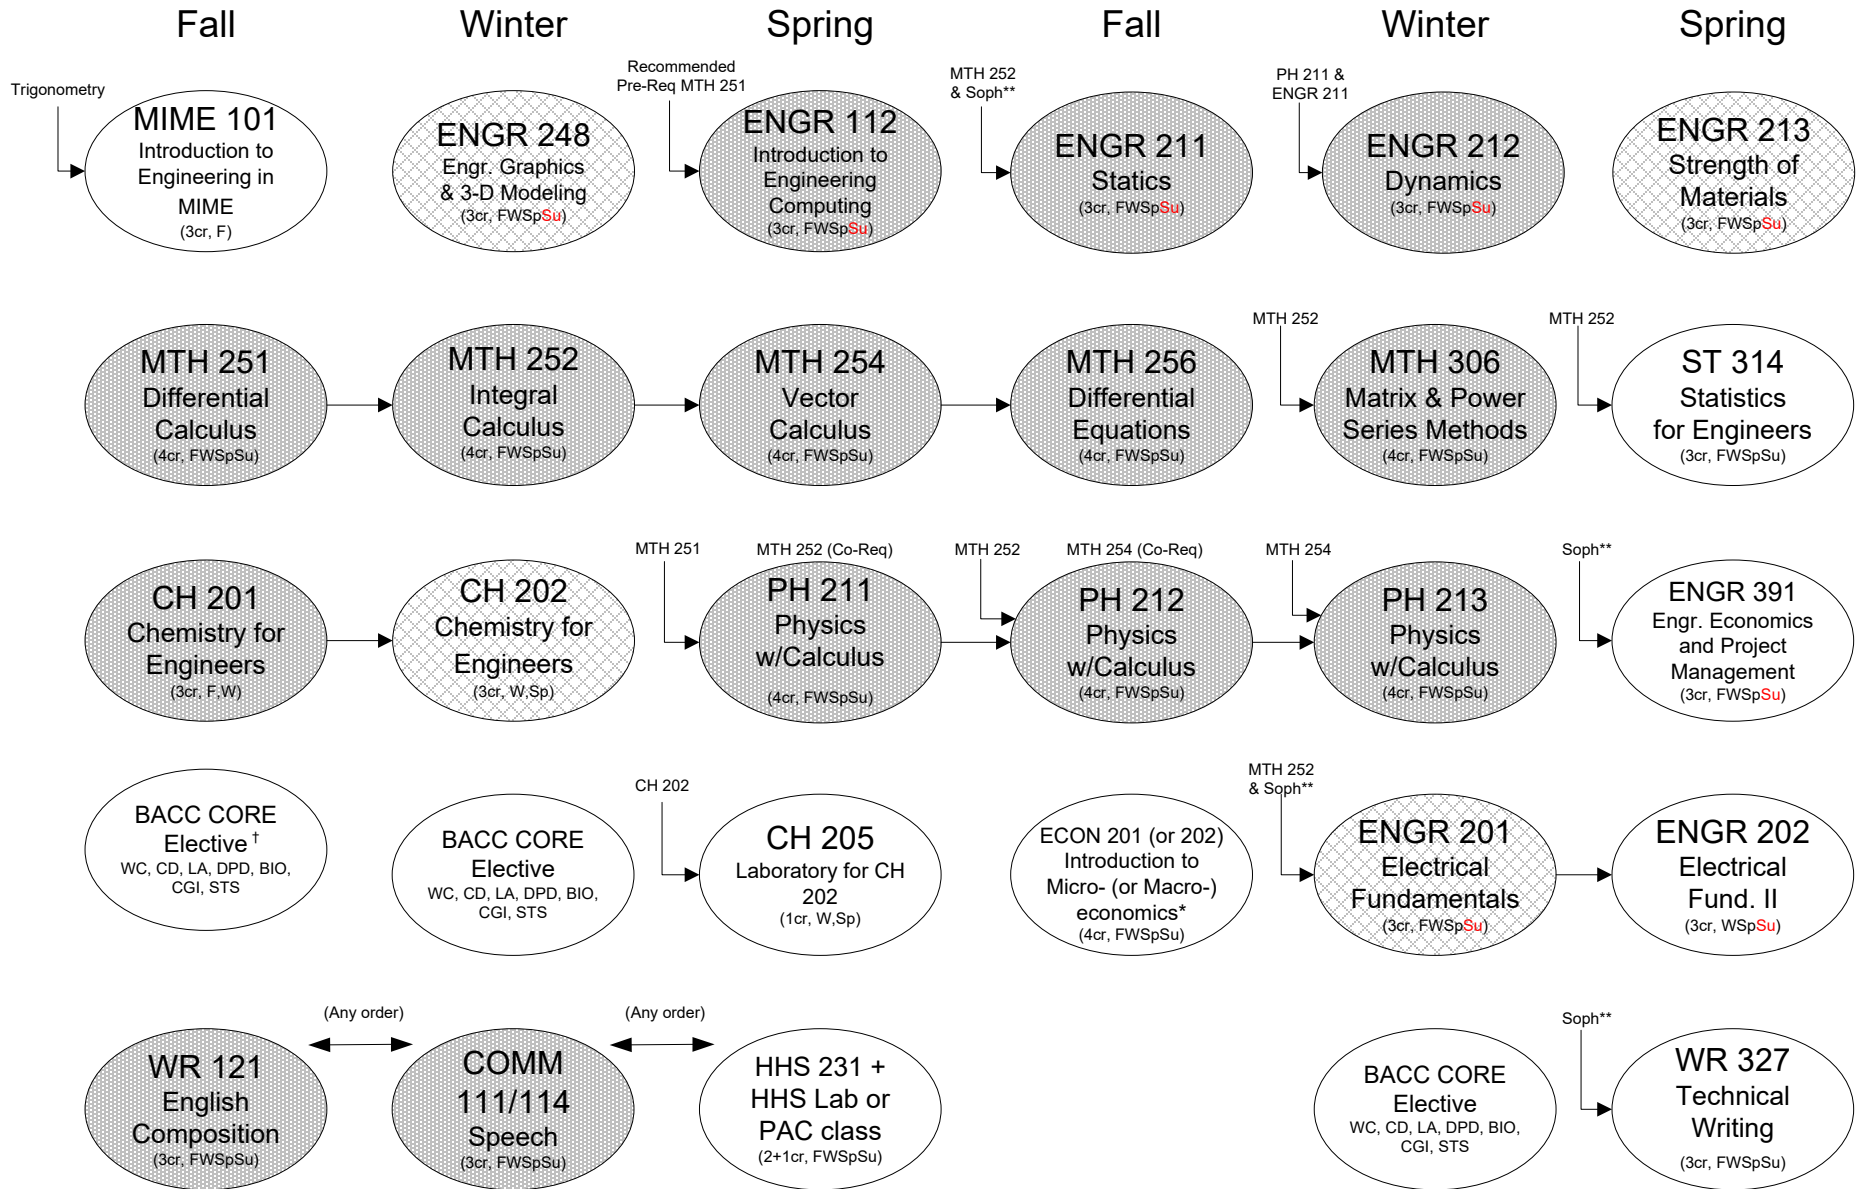 Fall
Winter
Spring
Fall
Winter
Spring
Trigonometry
MIME 101
Introduction to
Engineering in
MIME
(3cr, F)
ENGR 248
Engr. Graphics
& 3-D Modeling
(3cr, FWSpSu)
Recommended
Pre-Req MTH 251
ENGR 112
Introduction to
Engineering
Computing
(3cr, FWSpSu)
MTH 252
& Soph**
ENGR 211
Statics
(3cr, FWSpSu)
PH 211 &
ENGR 211
ENGR 212
Dynamics
(3cr, FWSpSu)
ENGR 213
Strength of
Materials
(3cr, FWSpSu)
MTH 251
Differential
Calculus
(4cr, FWSpSu)
MTH 252
Integral
Calculus
(4cr, FWSpSu)
MTH 254
Vector
Calculus
(4cr, FWSpSu)
MTH 256
Differential
Equations
(4cr, FWSpSu)
MTH 252
MTH 306
Matrix & Power
Series Methods
(4cr, FWSpSu)
MTH 252
ST 314
Statistics
for Engineers
(3cr, FWSpSu)
CH 201
Chemistry for
Engineers
(3cr, F,W)
CH 202
Chemistry for
Engineers
(3cr, W,Sp)
MTH 251
MTH 252 (Co-Req)
PH 211
Physics
w/Calculus
(4cr, FWSpSu)
MTH 252
MTH 254 (Co-Req)
PH 212
Physics
w/Calculus
(4cr, FWSpSu)
MTH 254
PH 213
Physics
w/Calculus
(4cr, FWSpSu)
Soph**
ENGR 391
Engr. Economics
and Project
Management
(3cr, FWSpSu)
BACC CORE
Elective †
WC, CD, LA, DPD, BIO,
CGI, STS
BACC CORE
Elective
WC, CD, LA, DPD, BIO,
CGI, STS
CH 202
CH 205
Laboratory for CH
202
(1cr, W,Sp)
ECON 201 (or 202)
Introduction to
Micro- (or Macro-)
economics*
(4cr, FWSpSu)
MTH 252
& Soph**
ENGR 201
Electrical
Fundamentals
(3cr, FWSpSu)
ENGR 202
Electrical
Fund. II
(3cr, WSpSu)
WR 121
English
Composition
(3cr, FWSpSu)
(Any order)
COMM
111/114
Speech
(3cr, FWSpSu)
(Any order)
HHS 231 +
HHS Lab or
PAC class
(2+1cr, FWSpSu)
BACC CORE
Elective
WC, CD, LA, DPD, BIO,
CGI, STS
Soph**
WR 327
Technical
Writing
(3cr, FWSpSu)